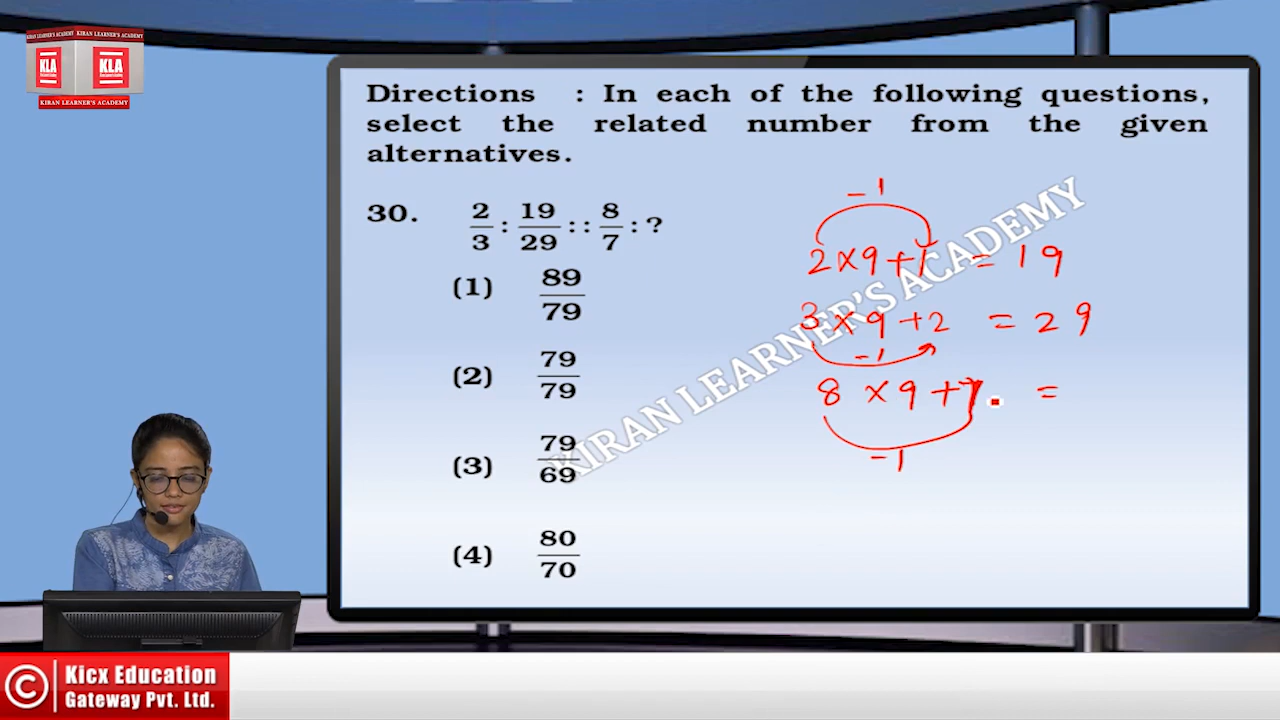 KIRAN LEARNER'S ACADEMY KIRAN LEARNER'S ACADEMY
KLA KLA
KIRAN LEARNER'S ACADEMY
Directions : In each of the following questions,
select the related number from the given
alternatives.
30. 2/3 : 19/29 : : 8/7 : ?
(1) 89/79
(2) 79/79
(3) 79/69
(4) 80/70
-1
2×9+1 = 19
3×9+2 = 29
-1
8×9+7 =
-1
KIRAN LEARNER'S ACADEMY
© Kicx Education
Gateway Pvt. Ltd.